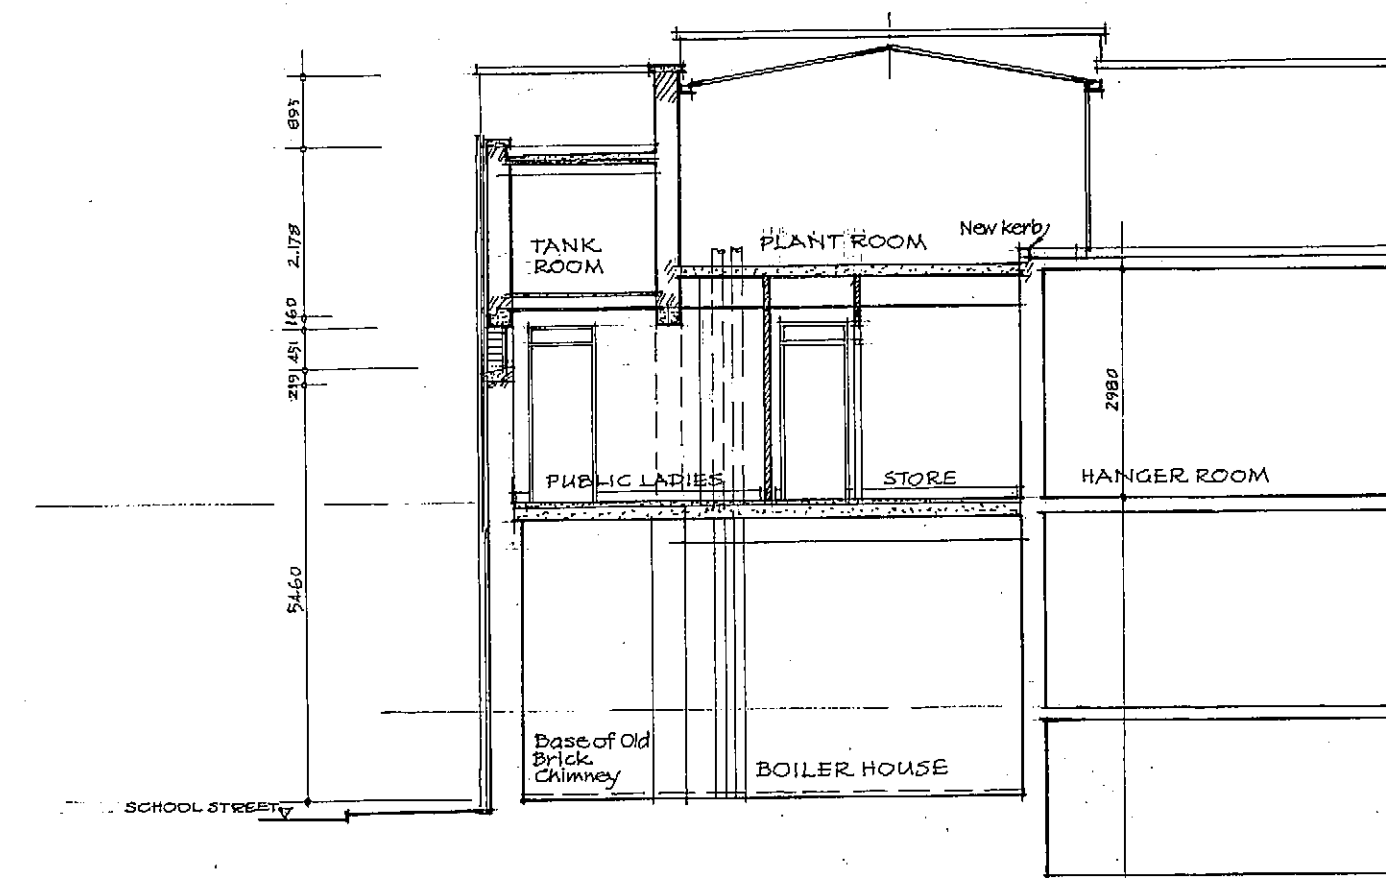 895
2.178
160
451
299
5460
TANK
ROOM
PLANT ROOM
New kerb
2980
PUBLIC LADIES
STORE
HANGER ROOM
Base of Old
Brick
Chimney
BOILER HOUSE
SCHOOL STREET